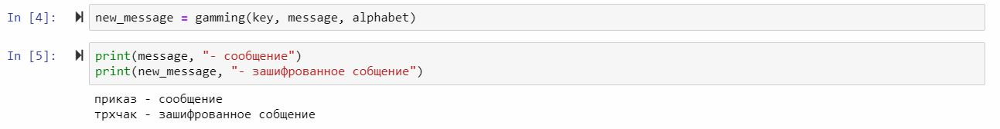 In [4]: new_message = gamming(key, message, alphabet)
In [5]: print(message, "- сообщение")
print(new_message, "- зашифрованное собщение")
приказ - сообщение
трхчак - зашифрованное собщение